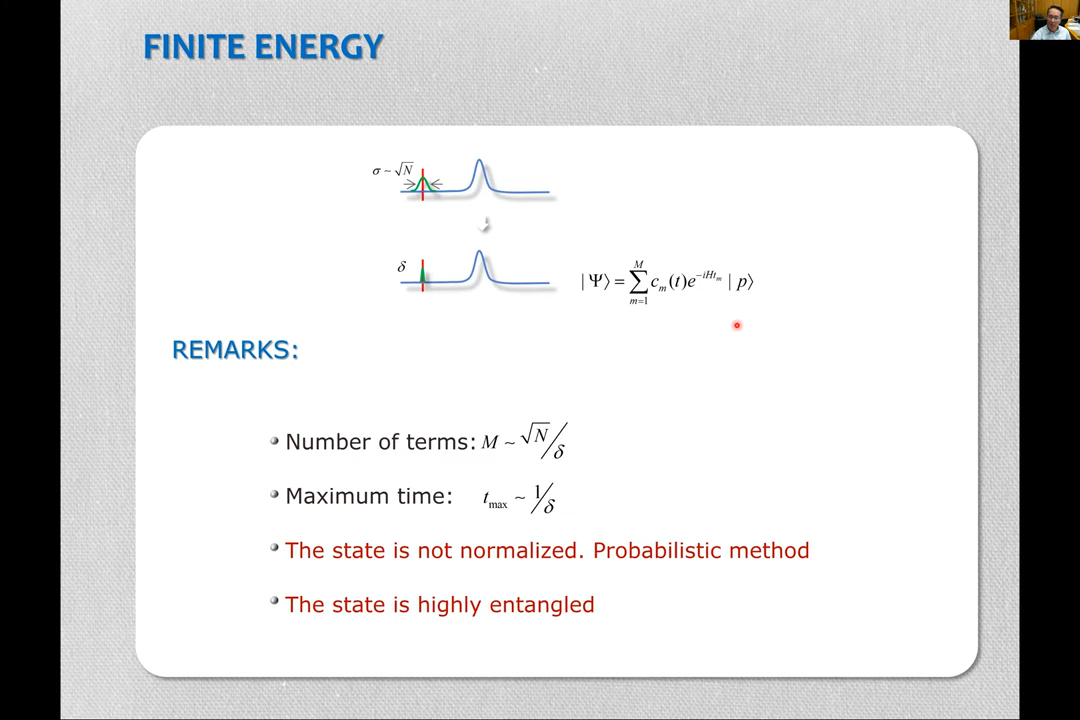 FINITE ENERGY
σ ~ √N
δ
| Ψ⟩ = ∑_{m=1}^{M} c_m(t)e^{−iHt_m} | p⟩
REMARKS:
Number of terms: M ~ √N/δ
Maximum time: t_max ~ 1/δ
The state is not normalized. Probabilistic method
The state is highly entangled